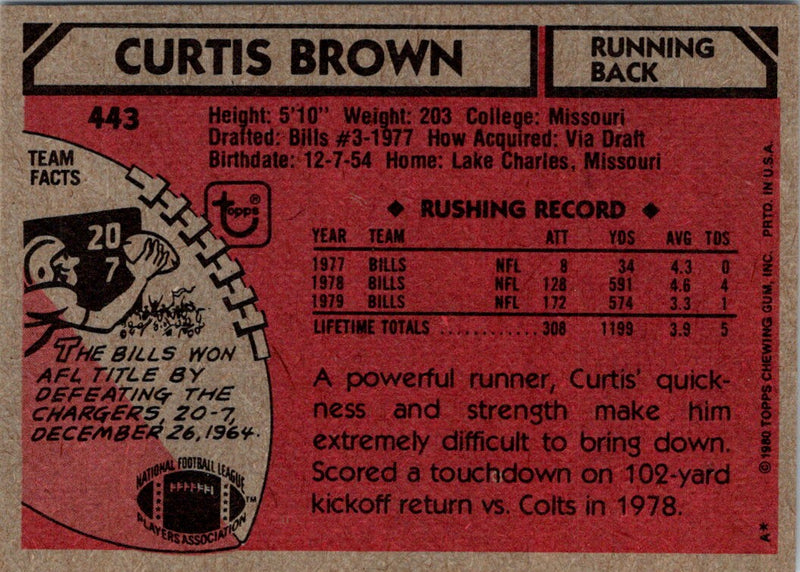 CURTIS BROWN
RUNNING
BACK
443
Height: 5'10" Weight: 203 College: Missouri
Drafted: Bills #3-1977 How Acquired: Via Draft
Birthdate: 12-7-54 Home: Lake Charles, Missouri
TEAM
FACTS
20
7
topps®
◆ RUSHING RECORD ◆
YEAR TEAM ATT YDS AVG TDS
1977 BILLS NFL 8 34 4.3 0
1978 BILLS NFL 128 591 4.6 4
1979 BILLS NFL 172 574 3.3 1
LIFETIME TOTALS ............ 308 1199 3.9 5
THE BILLS WON
AFL TITLE BY
DEFEATING THE
CHARGERS, 20-7,
DECEMBER 26, 1964.
NATIONAL FOOTBALL LEAGUE
PLAYERS ASSOCIATION
™
A powerful runner, Curtis' quick-
ness and strength make him
extremely difficult to bring down.
Scored a touchdown on 102-yard
kickoff return vs. Colts in 1978.
A* © 1980 TOPPS CHEWING GUM, INC. PRTD. IN U.S.A.